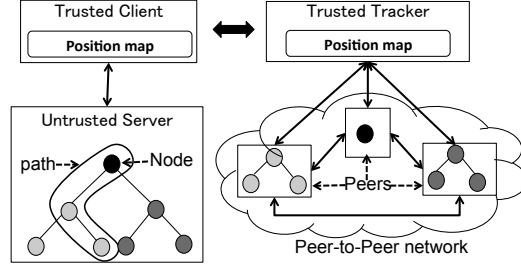 Trusted Client
Position map
Trusted Tracker
Position map
Untrusted Server
path
Node
Peers
Peer-to-Peer network